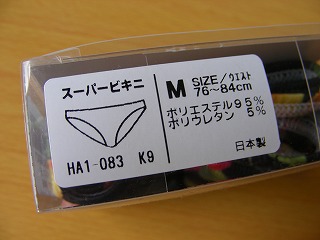 スーパービキニ
HA1-083 K9
M SIZE/ウエスト
76〜84cm
ポリエステル95%
ポリウレタン 5%
日本製